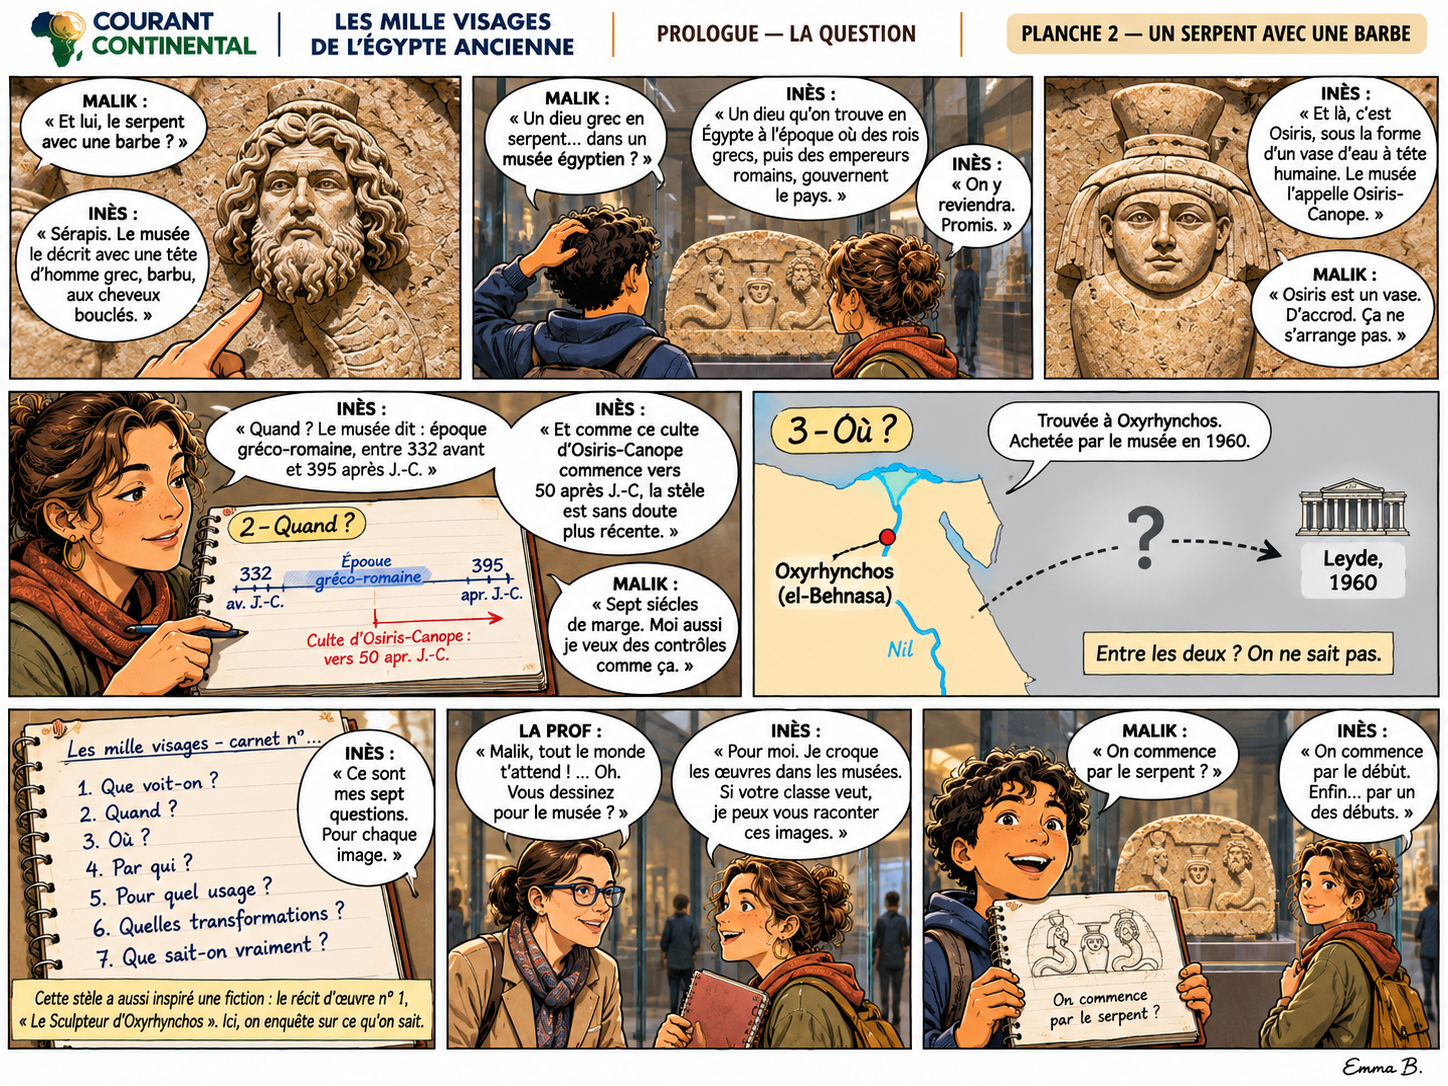 COURANT
CONTINENTAL
LES MILLE VISAGES
DE L'ÉGYPTE ANCIENNE
PROLOGUE — LA QUESTION
PLANCHE 2 — UN SERPENT AVEC UNE BARBE
MALIK :
« Et lui, le serpent
avec une barbe ? »
INÈS :
« Sérapis. Le musée
le décrit avec une tête
d'homme grec, barbu,
aux cheveux
bouclés. »
MALIK :
« Un dieu grec en
serpent... dans un
musée égyptien ? »
INÈS :
« Un dieu qu'on trouve en
Égypte à l'époque où des rois
grecs, puis des empereurs
romains, gouvernent
le pays. »
INÈS :
« On y
reviendra.
Promis. »
INÈS :
« Et là, c'est
Osiris, sous la forme
d'un vase d'eau à téte
humaine. Le musée
l'appelle Osiris-
Canope. »
MALIK :
« Osiris est un vase.
D'accrod. Ça ne
s'arrange pas. »
INÈS :
« Quand ? Le musée dit : époque
gréco-romaine, entre 332 avant
et 395 après J.-C. »
INÈS :
« Et comme ce culte
d'Osiris-Canope
commence vers
50 après J.-C, la stèle
est sans doute
plus récente. »
2 - Quand ?
332
av. J.-C.
Époque
gréco-romaine
395
apr. J.-C.
Culte d'Osiris-Canope :
vers 50 apr. J.-C.
MALIK :
« Sept siécles
de marge. Moi aussi
je veux des contrôles
comme ça. »
3 - Où ?
Trouvée à Oxyrhynchos.
Achetée par le musée en 1960.
Oxyrhynchos
(el-Behnasa)
Nil
?
Leyde,
1960
Entre les deux ? On ne sait pas.
Les mille visages – carnet n°...
1. Que voit-on ?
2. Quand ?
3. Où ?
4. Par qui ?
5. Pour quel usage ?
6. Quelles transformations ?
7. Que sait-on vraiment ?
INÈS :
« Ce sont
mes sept
questions.
Pour chaque
image. »
Cette stèle a aussi inspiré une fiction : le récit d'œuvre n° 1,
« Le Sculpteur d'Oxyrhynchos ». Ici, on enquête sur ce qu'on sait.
LA PROF :
« Malik, tout le monde
t'attend ! ... Oh.
Vous dessinez
pour le musée ? »
INÈS :
« Pour moi. Je croque
les œuvres dans les musées.
Si votre classe veut,
je peux vous raconter
ces images. »
MALIK :
« On commence
par le serpent ? »
INÈS :
« On commence
par le débùt.
Enfin... par un
des débuts. »
On commence
par le serpent ?
Emma B.